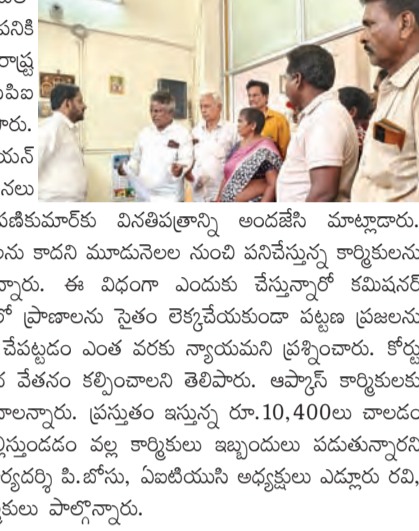 పనికి
రాష్ట్ర
పిఐ
రు.
యన్
నలు
పణికుమార్‌కు వినతిపత్రాన్ని అందజేసి మాట్లాడారు.
లను కాదని మూడునెలల నుంచి పనిచేస్తున్న కార్మికులను
న్నారు. ఈ విధంగా ఎందుకు చేస్తున్నారో కమిషనర్
లో ప్రాణాలను సైతం లెక్కచేయకుండా పట్టణ ప్రజలను
చేపట్టడం ఎంత వరకు న్యాయమని ప్రశ్నించారు. కోర్టు
వేతనం కల్పించాలని తెలిపారు. ఆప్కాస్ కార్మికులకు
చాలన్నారు. ప్రస్తుతం ఇస్తున్న రూ.10,400లు చాలడం
ల్లిస్తుండడం వల్ల కార్మికులు ఇబ్బందులు పడుతున్నారని
ర్యదర్శి పి.బోసు, ఏఐటియుసి అధ్యక్షులు ఎడ్లూరు రవి,
్మికులు పాల్గొన్నారు.